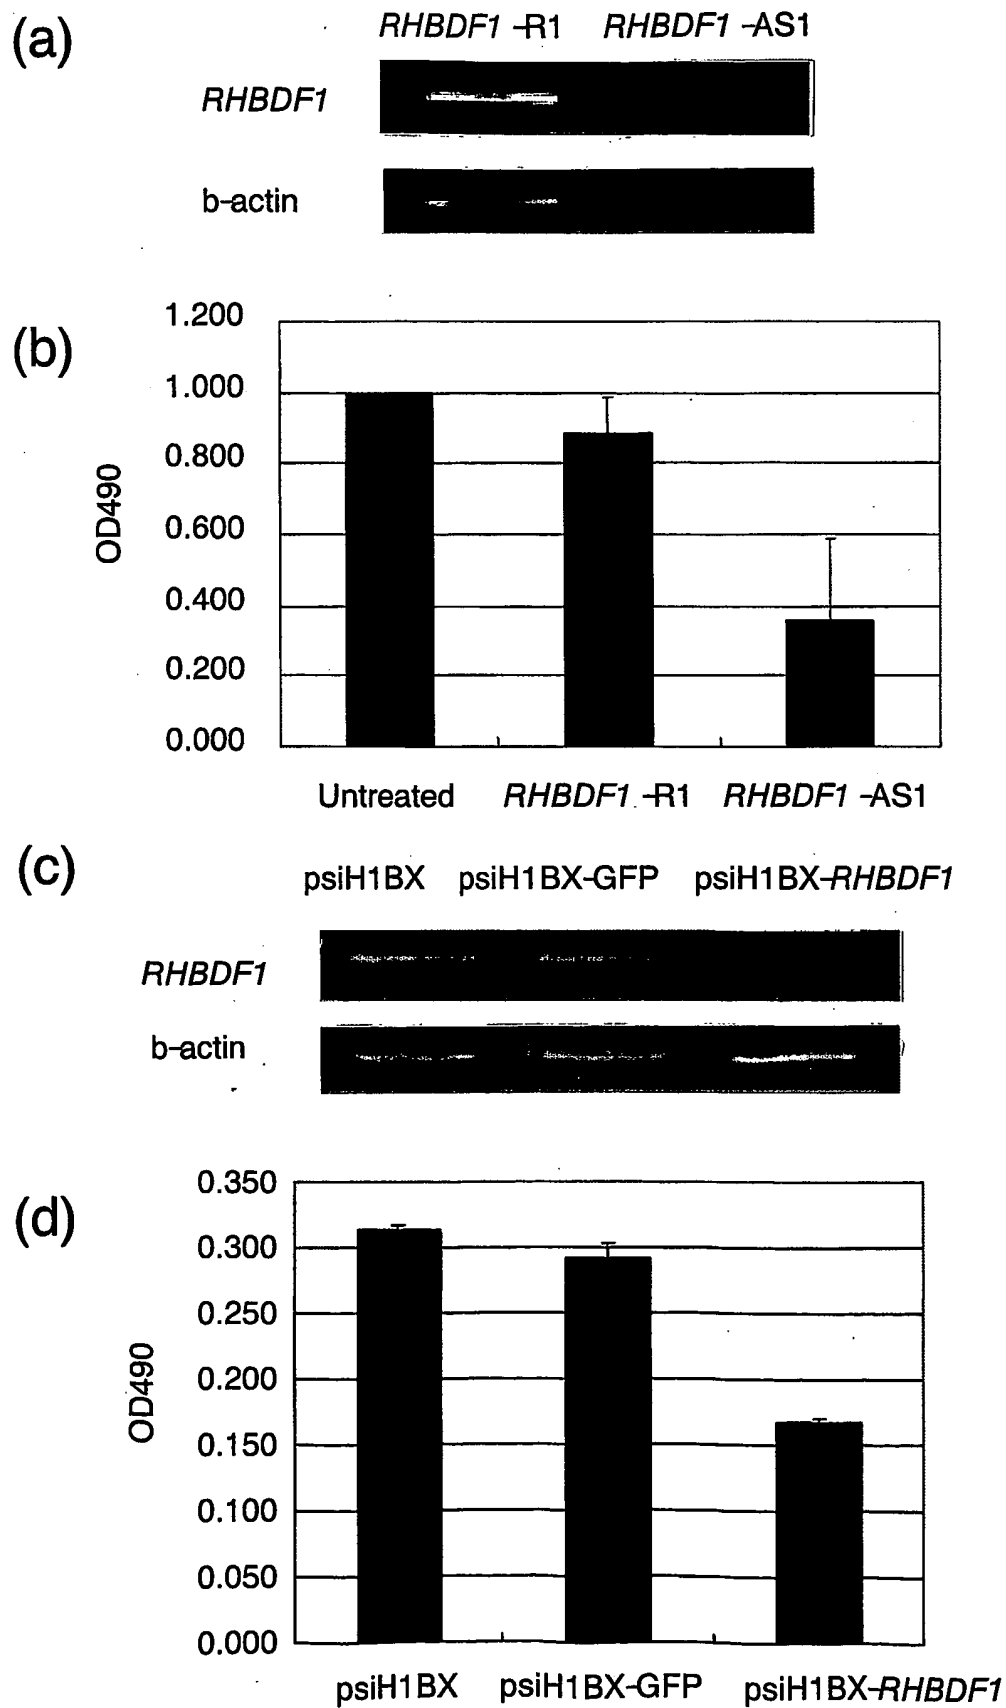 (a)
RHBDF1 -R1 RHBDF1 -AS1
RHBDF1
b-actin
(b)
1.200
1.000
0.800
0.600
0.400
0.200
0.000
OD490
Untreated RHBDF1 -R1 RHBDF1 -AS1
(c)
psiH1BX psiH1BX-GFP psiH1BX-RHBDF1
RHBDF1
b-actin
(d)
0.350
0.300
0.250
0.200
0.150
0.100
0.050
0.000
OD490
psiH1BX psiH1BX-GFP psiH1BX-RHBDF1